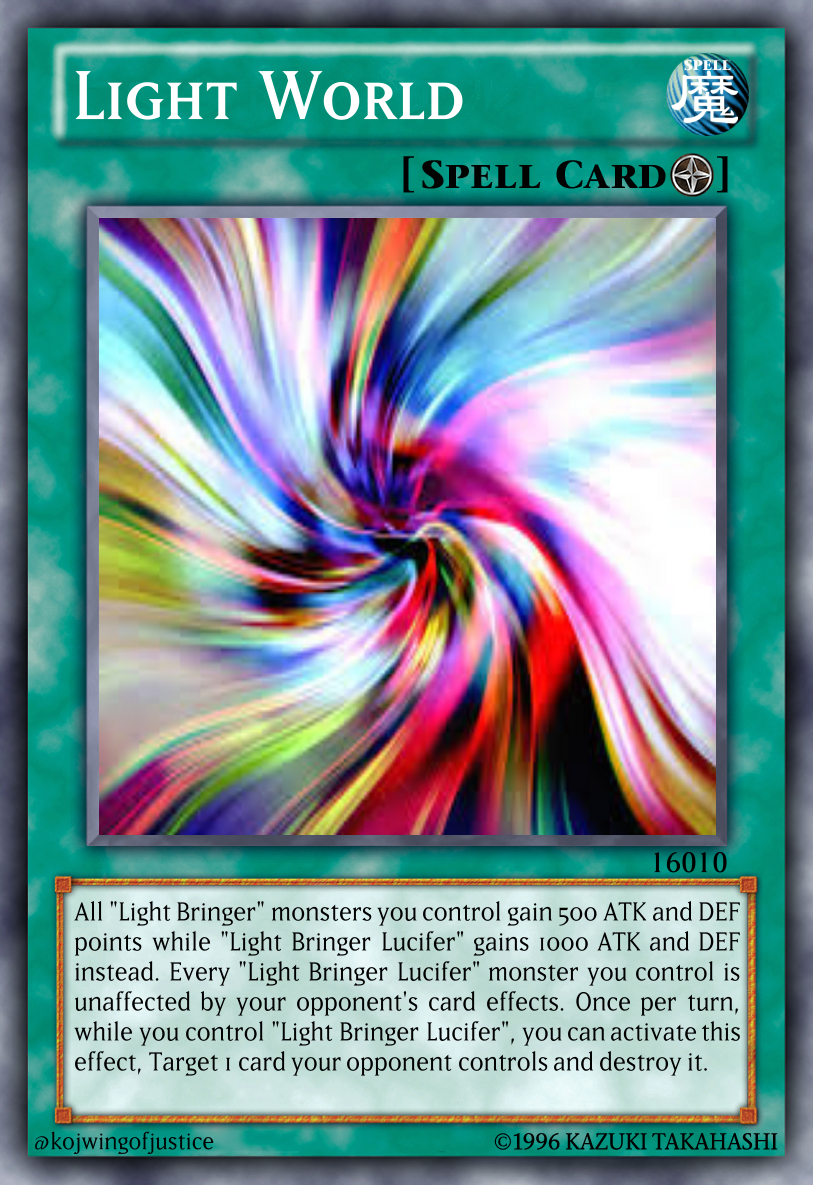 Light World
SPELL
魔
[Spell Card]
16010
All "Light Bringer" monsters you control gain 500 ATK and DEF
points while "Light Bringer Lucifer" gains 1000 ATK and DEF
instead. Every "Light Bringer Lucifer" monster you control is
unaffected by your opponent's card effects. Once per turn,
while you control "Light Bringer Lucifer", you can activate this
effect, Target 1 card your opponent controls and destroy it.
@kojwingofjustice
©1996 KAZUKI TAKAHASHI